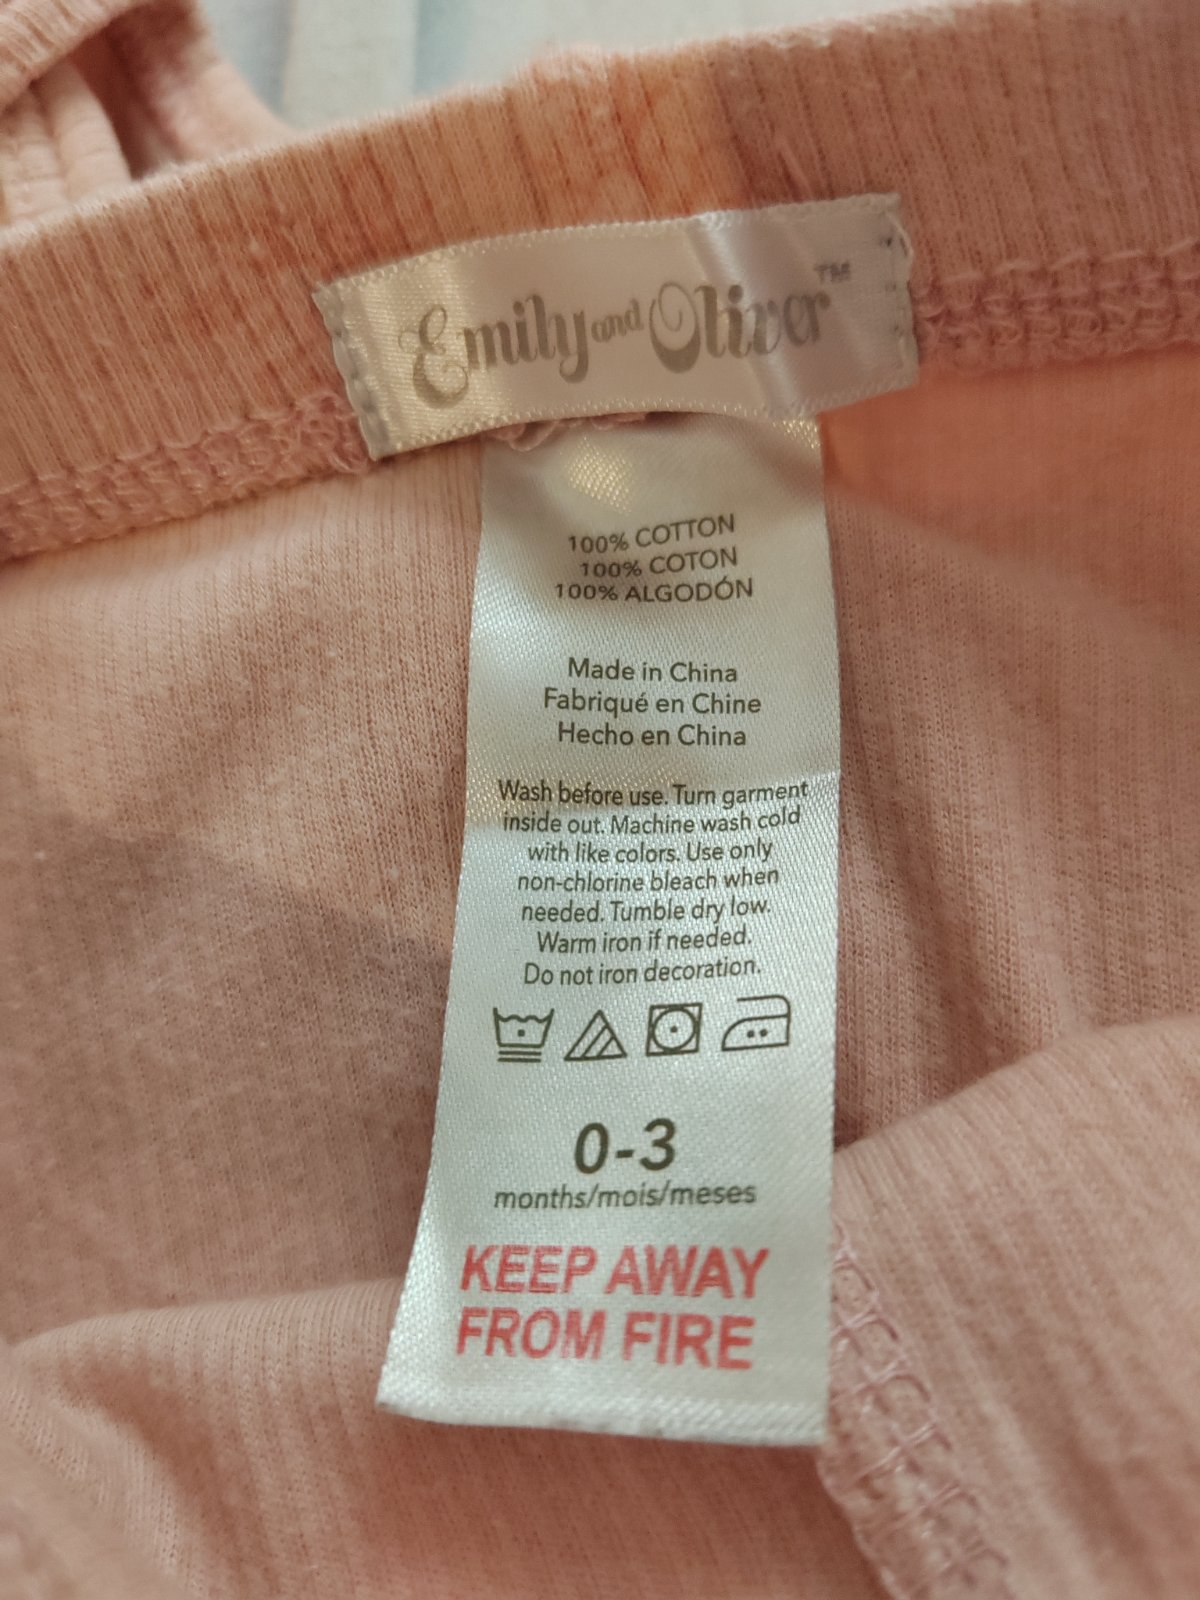 Emily and Oliver™
100% COTTON
100% COTON
100% ALGODÓN
Made in China
Fabriqué en Chine
Hecho en China
Wash before use. Turn garment
inside out. Machine wash cold
with like colors. Use only
non-chlorine bleach when
needed. Tumble dry low.
Warm iron if needed.
Do not iron decoration.
0-3
months/mois/meses
KEEP AWAY
FROM FIRE